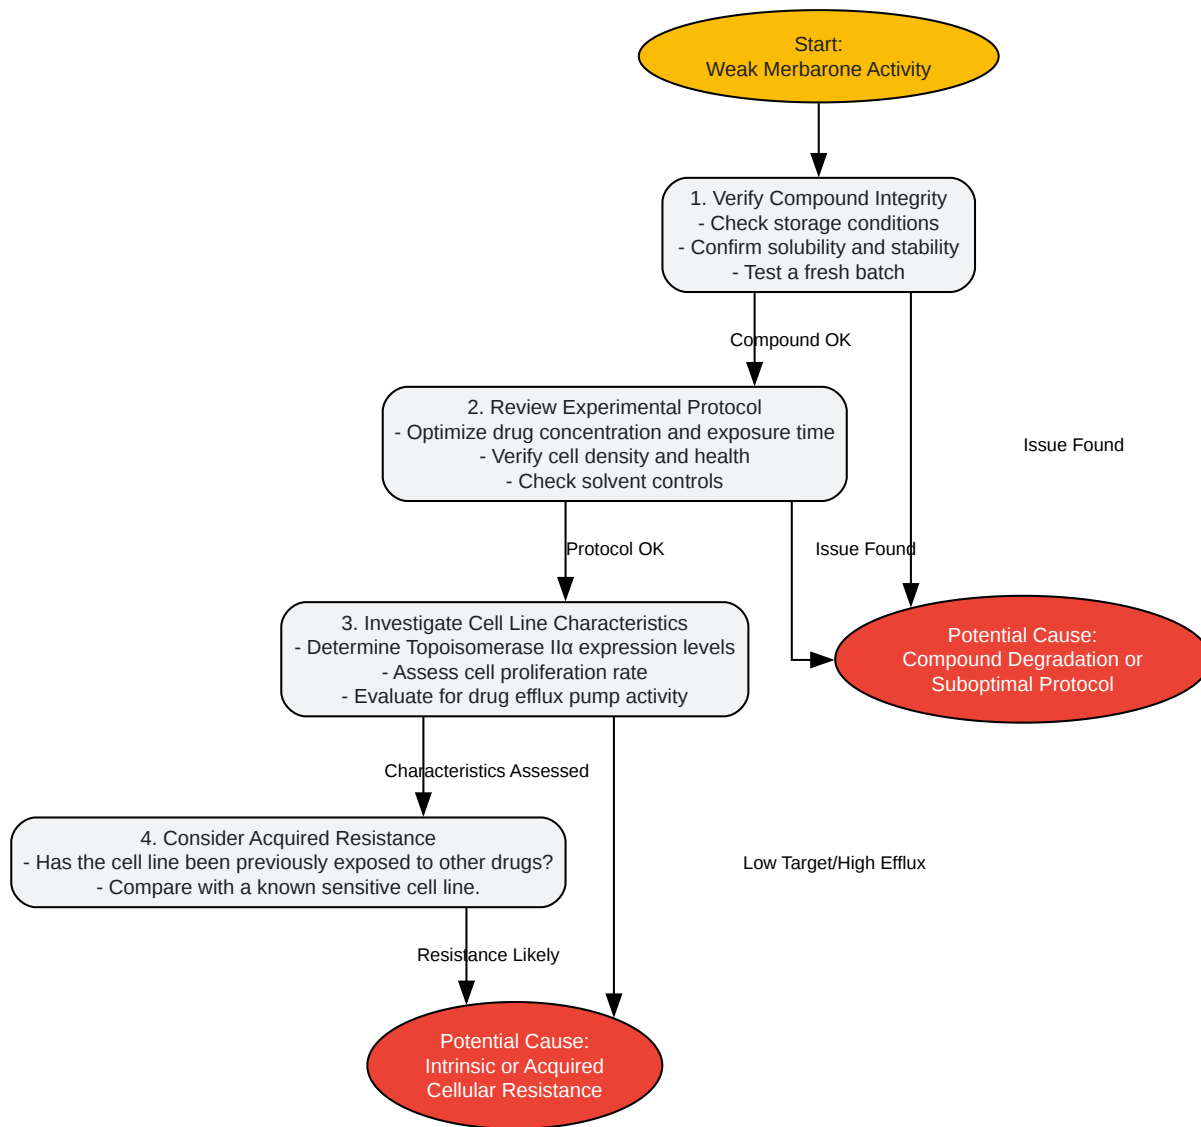 Start:
Weak Merbarone Activity
1. Verify Compound Integrity
- Check storage conditions
- Confirm solubility and stability
- Test a fresh batch
Compound OK
2. Review Experimental Protocol
- Optimize drug concentration and exposure time
- Verify cell density and health
- Check solvent controls
Issue Found
Protocol OK
Issue Found
3. Investigate Cell Line Characteristics
- Determine Topoisomerase IIα expression levels
- Assess cell proliferation rate
- Evaluate for drug efflux pump activity
Potential Cause:
Compound Degradation or
Suboptimal Protocol
Characteristics Assessed
4. Consider Acquired Resistance
- Has the cell line been previously exposed to other drugs?
- Compare with a known sensitive cell line.
Low Target/High Efflux
Resistance Likely
Potential Cause:
Intrinsic or Acquired
Cellular Resistance